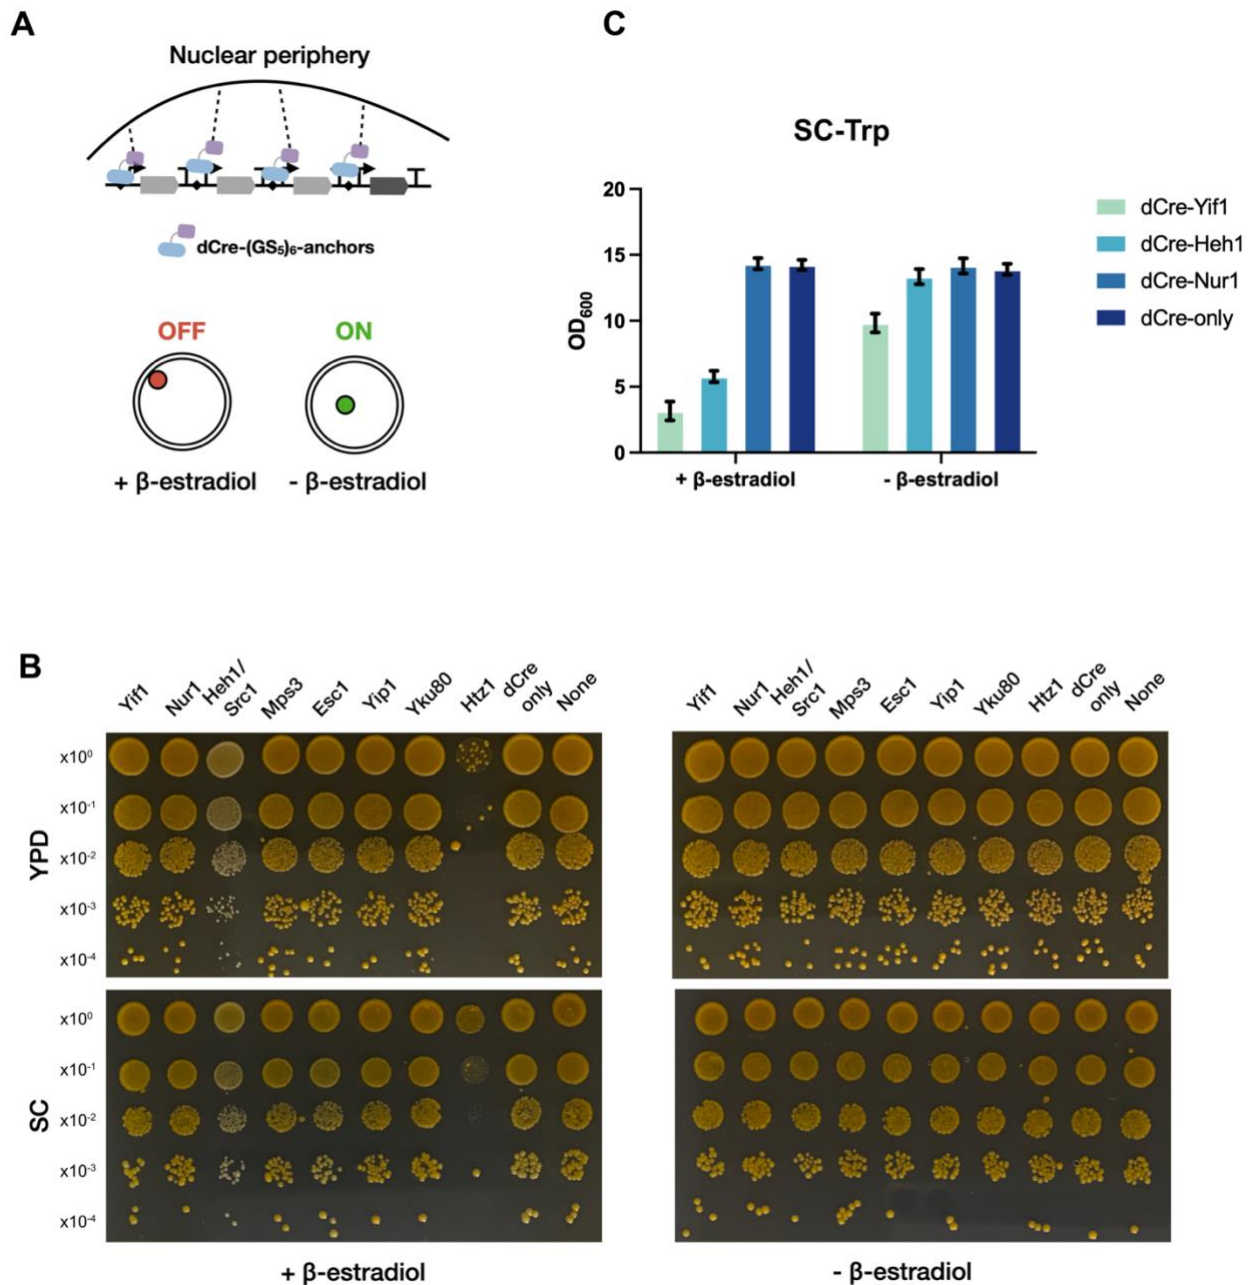 A
Nuclear periphery
dCre-(GS₅)₆-anchors
OFF
ON
+ β-estradiol
- β-estradiol
C
SC-Trp
OD₆₀₀
20
15
10
5
0
+ β-estradiol
- β-estradiol
dCre-Yif1
dCre-Heh1
dCre-Nur1
dCre-only
B
Yif1
Nur1
Heh1/
Src1
Mps3
Esc1
Yip1
Yku80
Htz1
dCre
only
None
Yif1
Nur1
Heh1/
Src1
Mps3
Esc1
Yip1
Yku80
Htz1
dCre
only
None
YPD
x10⁰
x10⁻¹
x10⁻²
x10⁻³
x10⁻⁴
SC
x10⁰
x10⁻¹
x10⁻²
x10⁻³
x10⁻⁴
+ β-estradiol
- β-estradiol